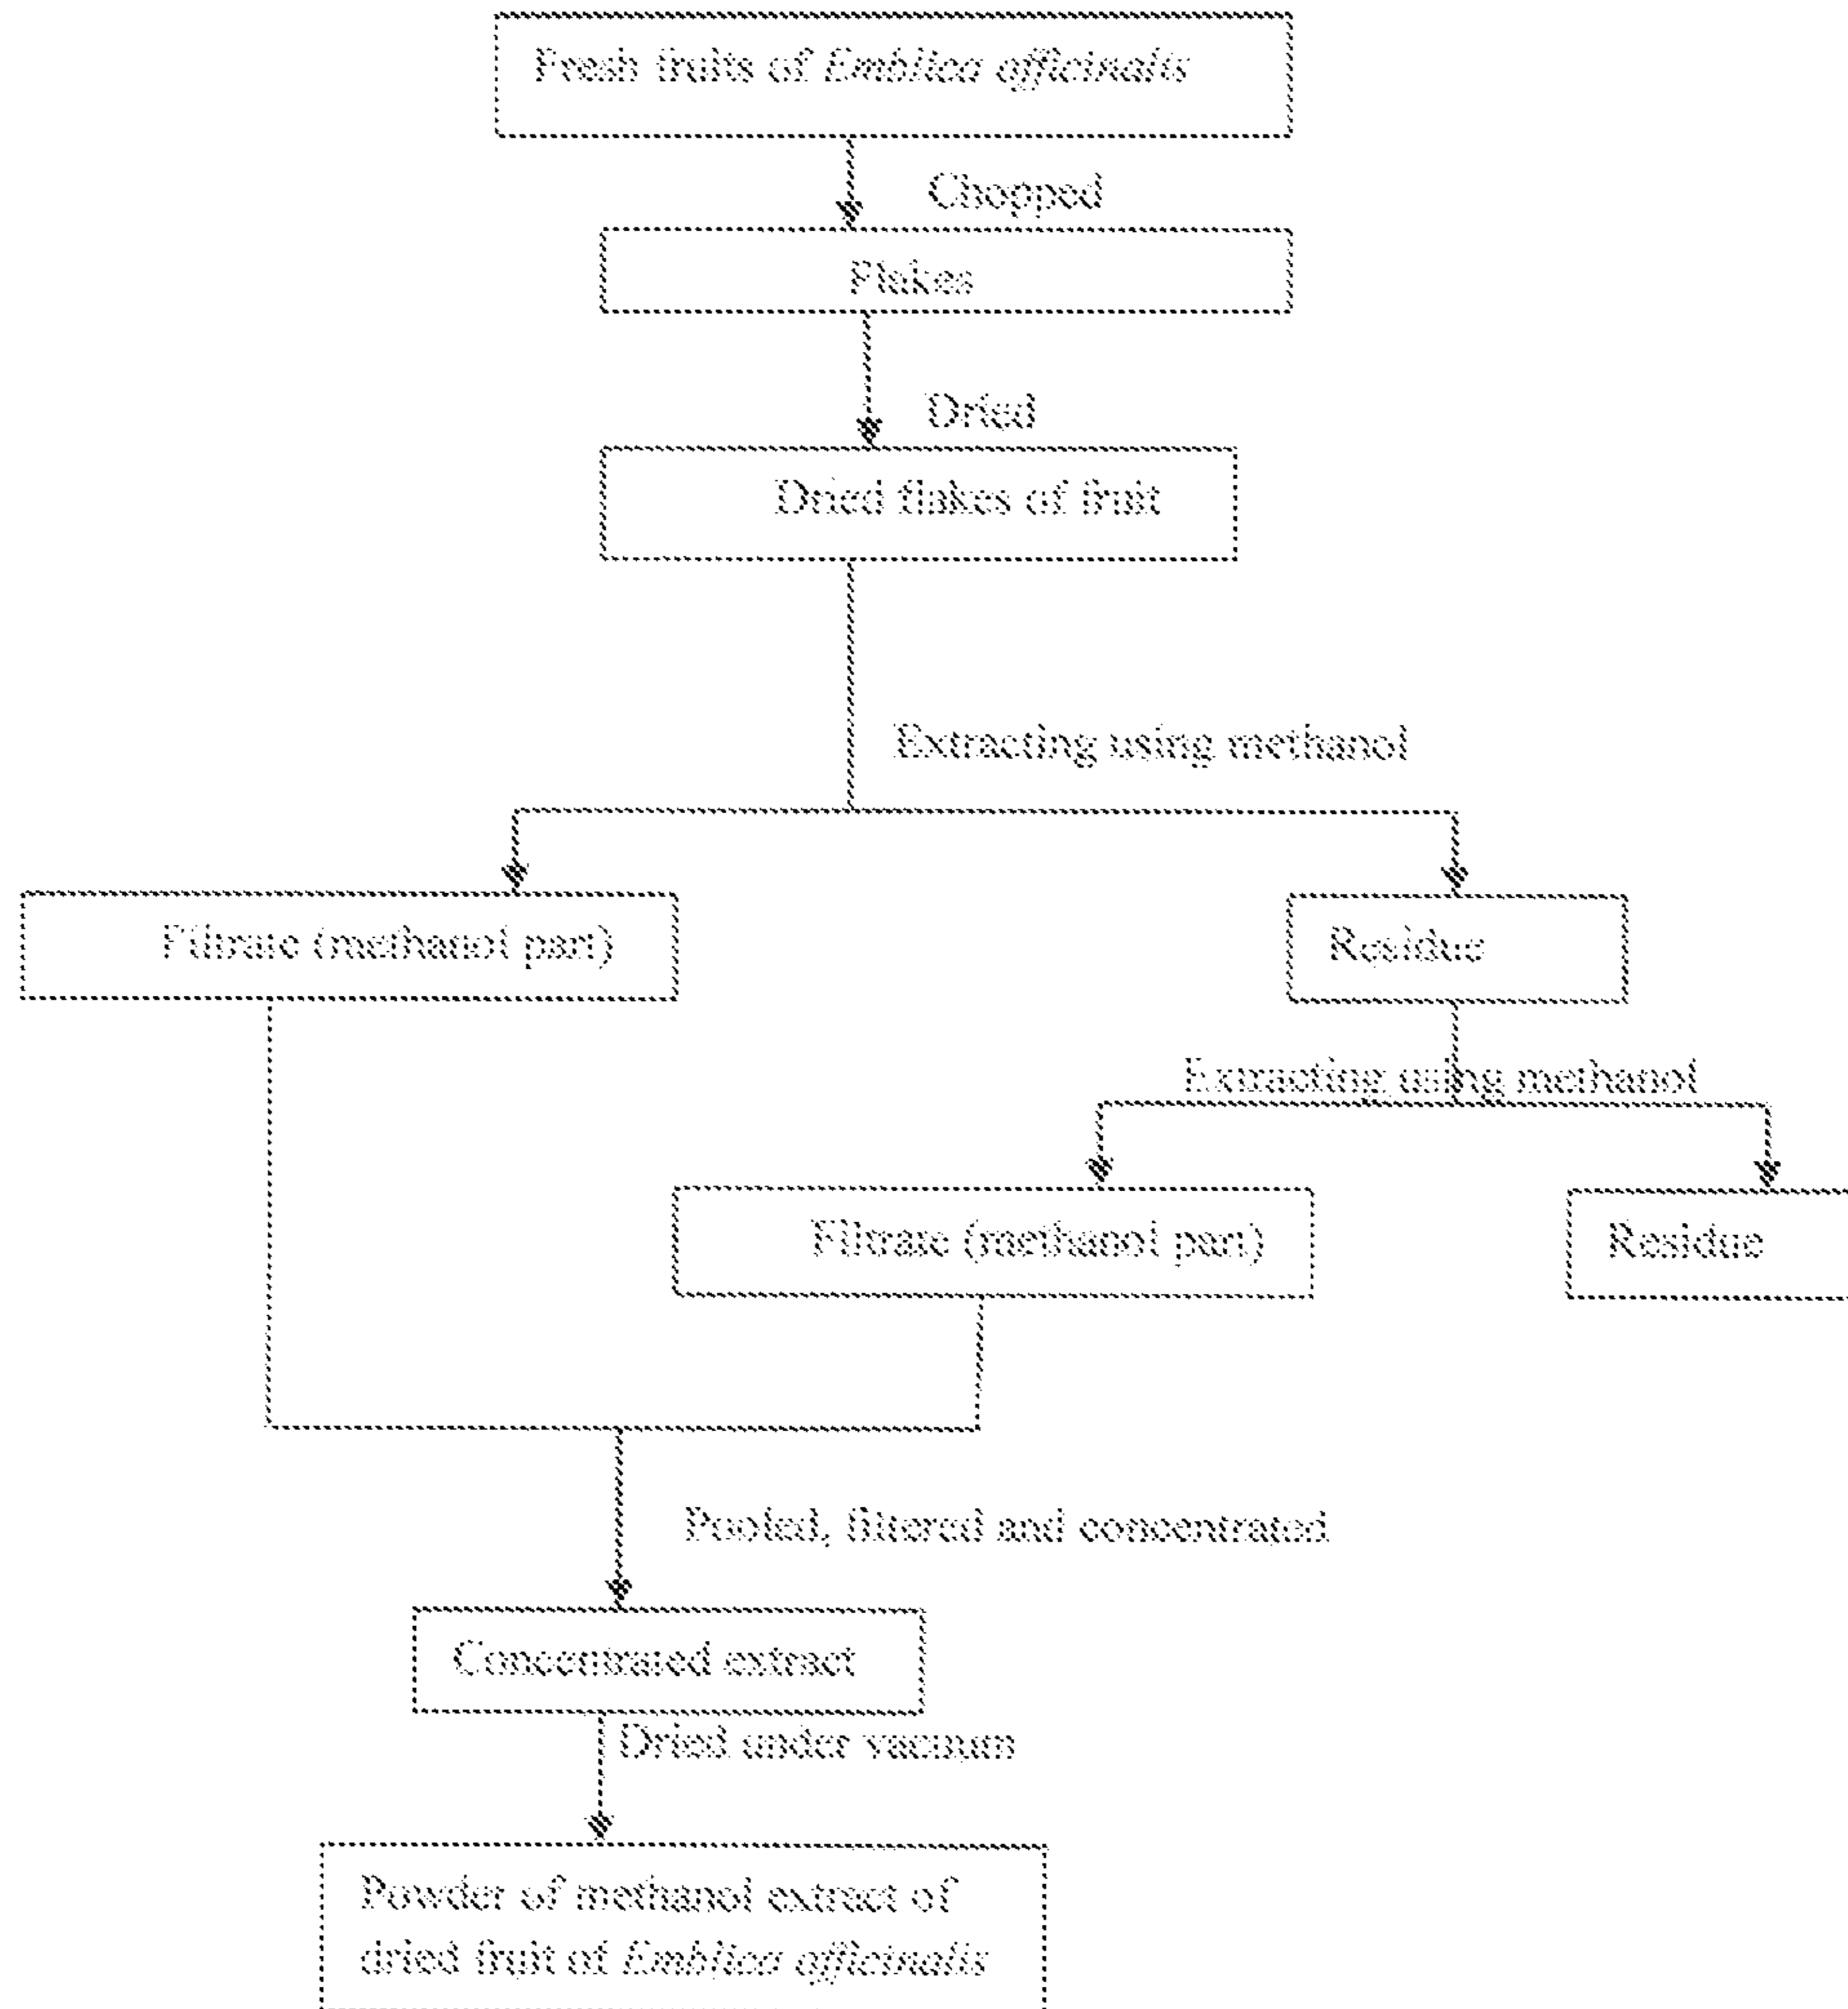 Fresh fruits of Emblica officinalis
Chopped
Flakes
Dried
Dried flakes of fruit
Extracting using methanol
Filtrate (methanol part)
Residue
Extracting using methanol
Filtrate (methanol part)
Residue
Pooled, filtered and concentrated
Concentrated extract
Dried under vacuum
Powder of methanol extract of
dried fruit of Emblica officinalis